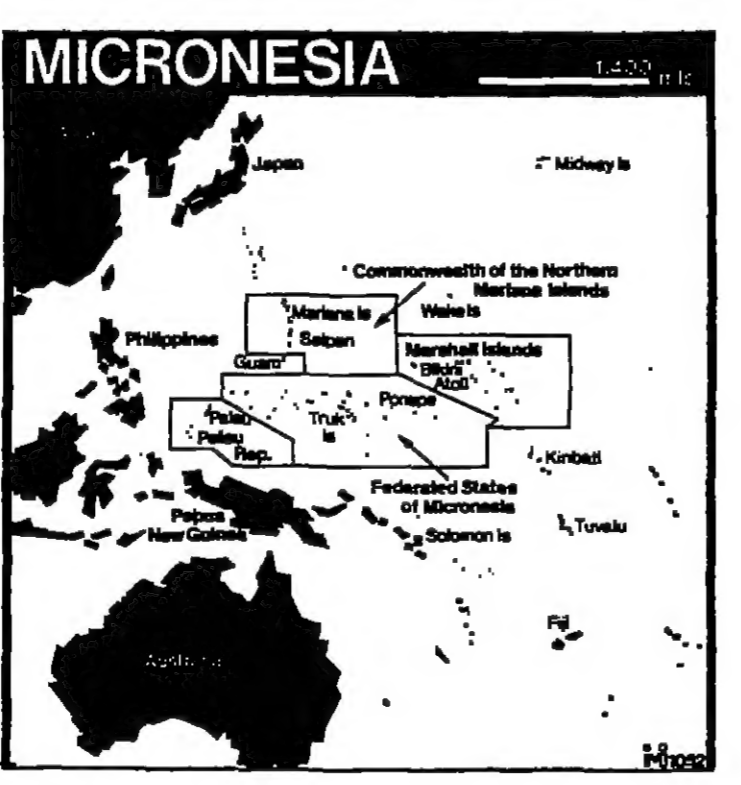 MICRONESIA
Japan
Midway Is
Commonwealth of the Northern
Mariana Islands
Mariana Is
Wake Is
Saipan
Philippines
Guam
Marshall Islands
Bikini
Atoll
Ponape
Truk
Is
Palau
Palau
Rep.
Kiribati
Federated States
of Micronesia
Papua
New Guinea
Solomon Is
Tuvalu
Fiji
Australia